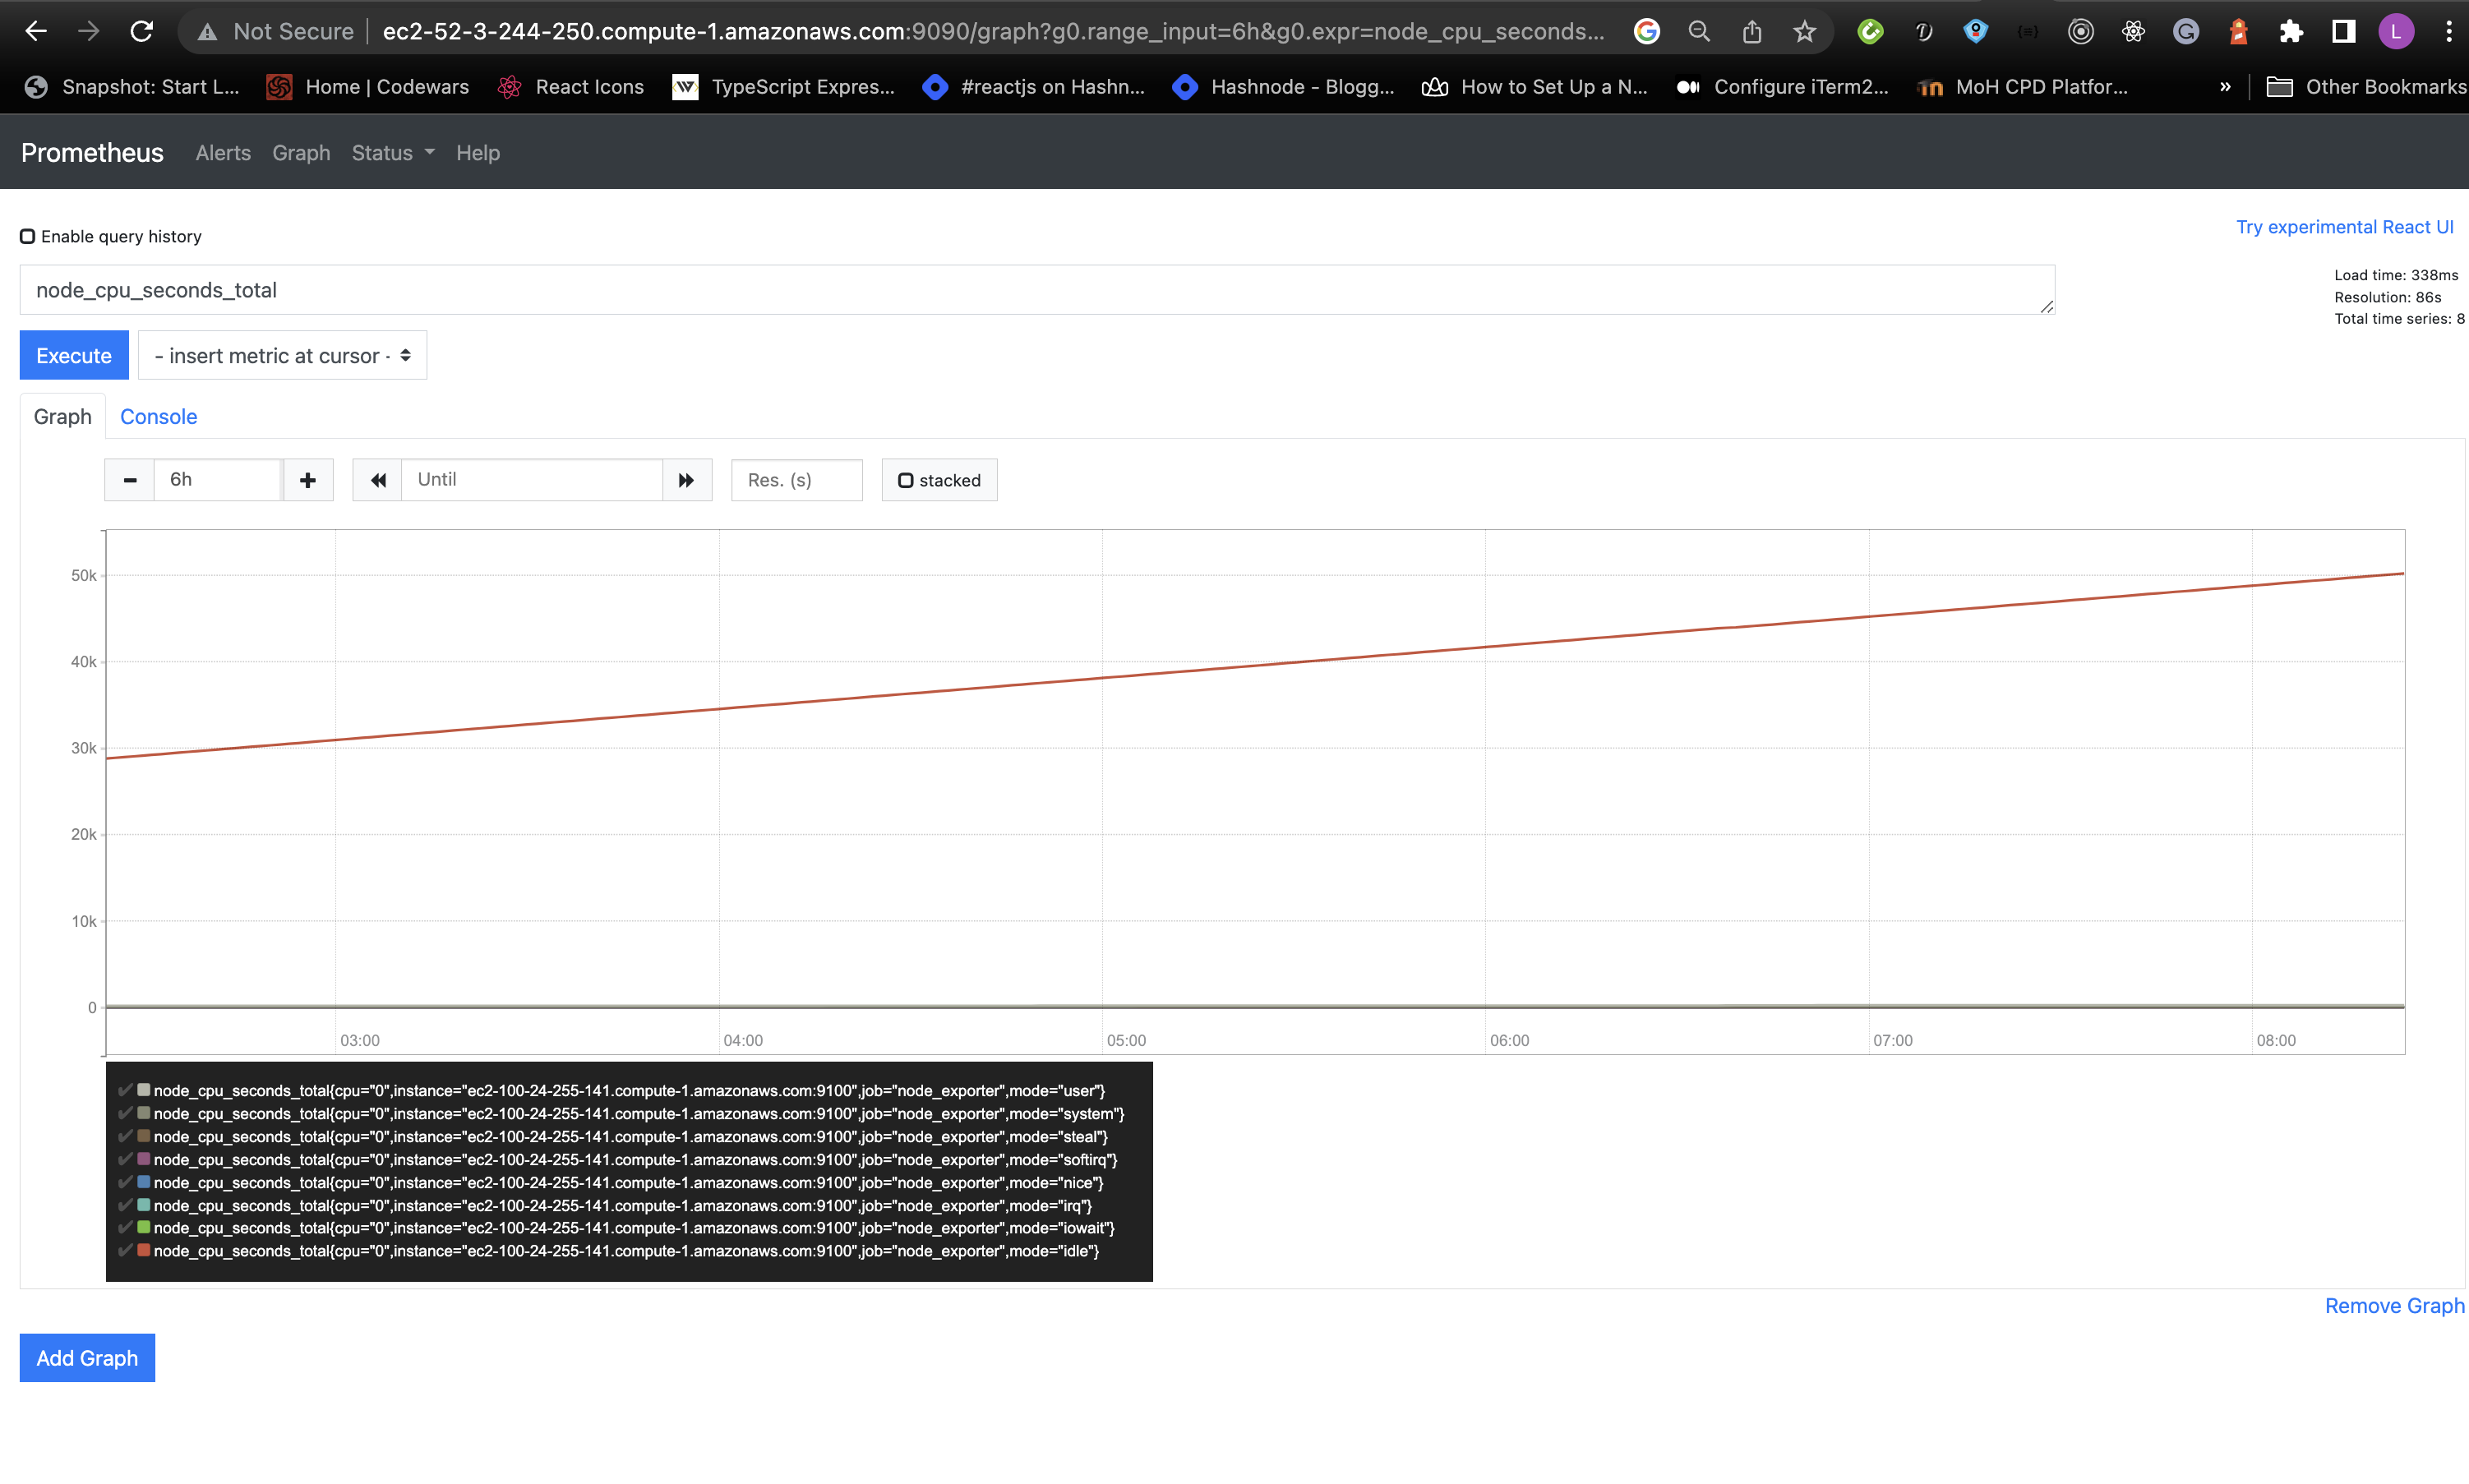 Not Secure ec2-52-3-244-250.compute-1.amazonaws.com:9090/graph?g0.range_input=6h&g0.expr=node_cpu_seconds... L
Snapshot: Start L... Home | Codewars React Icons TypeScript Expres... #reactjs on Hashn... Hashnode - Blogg... How to Set Up a N... Configure iTerm2... MoH CPD Platfor... » Other Bookmarks
Prometheus Alerts Graph Status Help
Enable query history Try experimental React UI
node_cpu_seconds_total
Load time: 338ms
Resolution: 86s
Total time series: 8
Execute - insert metric at cursor -
Graph Console
6h Until Res. (s) stacked
50k
40k
30k
20k
10k
0
03:00 04:00 05:00 06:00 07:00 08:00
node_cpu_seconds_total{cpu="0",instance="ec2-100-24-255-141.compute-1.amazonaws.com:9100",job="node_exporter",mode="user"}
node_cpu_seconds_total{cpu="0",instance="ec2-100-24-255-141.compute-1.amazonaws.com:9100",job="node_exporter",mode="system"}
node_cpu_seconds_total{cpu="0",instance="ec2-100-24-255-141.compute-1.amazonaws.com:9100",job="node_exporter",mode="steal"}
node_cpu_seconds_total{cpu="0",instance="ec2-100-24-255-141.compute-1.amazonaws.com:9100",job="node_exporter",mode="softirq"}
node_cpu_seconds_total{cpu="0",instance="ec2-100-24-255-141.compute-1.amazonaws.com:9100",job="node_exporter",mode="nice"}
node_cpu_seconds_total{cpu="0",instance="ec2-100-24-255-141.compute-1.amazonaws.com:9100",job="node_exporter",mode="irq"}
node_cpu_seconds_total{cpu="0",instance="ec2-100-24-255-141.compute-1.amazonaws.com:9100",job="node_exporter",mode="iowait"}
node_cpu_seconds_total{cpu="0",instance="ec2-100-24-255-141.compute-1.amazonaws.com:9100",job="node_exporter",mode="idle"}
Remove Graph
Add Graph